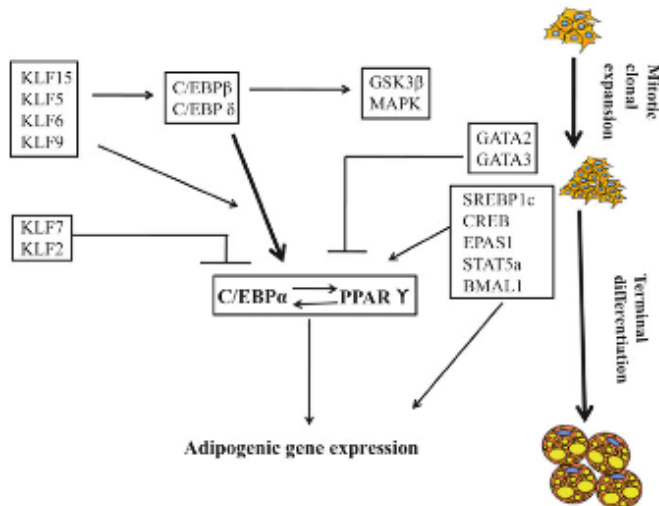 KLF15
KLF5
KLF6
KLF9
C/EBPβ
C/EBP δ
GSK3β
MAPK
Mitotic
clonal
expansion
GATA2
GATA3
SREBP1c
CREB
EPAS1
STAT5a
BMAL1
KLF7
KLF2
C/EBPα PPAR ϒ
Terminal
differentiation
Adipogenic gene expression